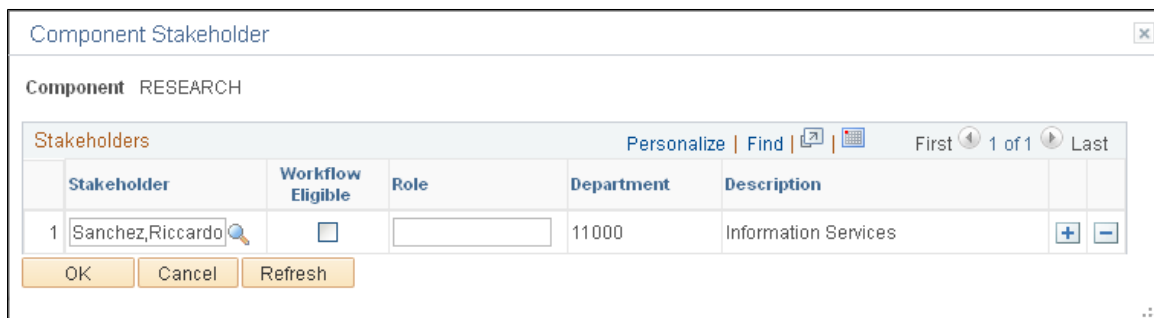 Component Stakeholder
Component RESEARCH
Stakeholders Personalize | Find | | First 1 of 1 Last
Stakeholder Workflow Eligible Role Department Description
1 Sanchez,Riccardo 11000 Information Services
OK Cancel Refresh